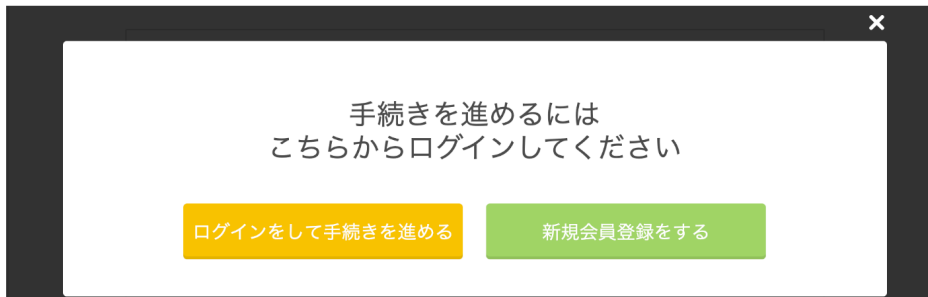 手続きを進めるには
こちらからログインしてください
ログインをして手続きを進める
新規会員登録をする